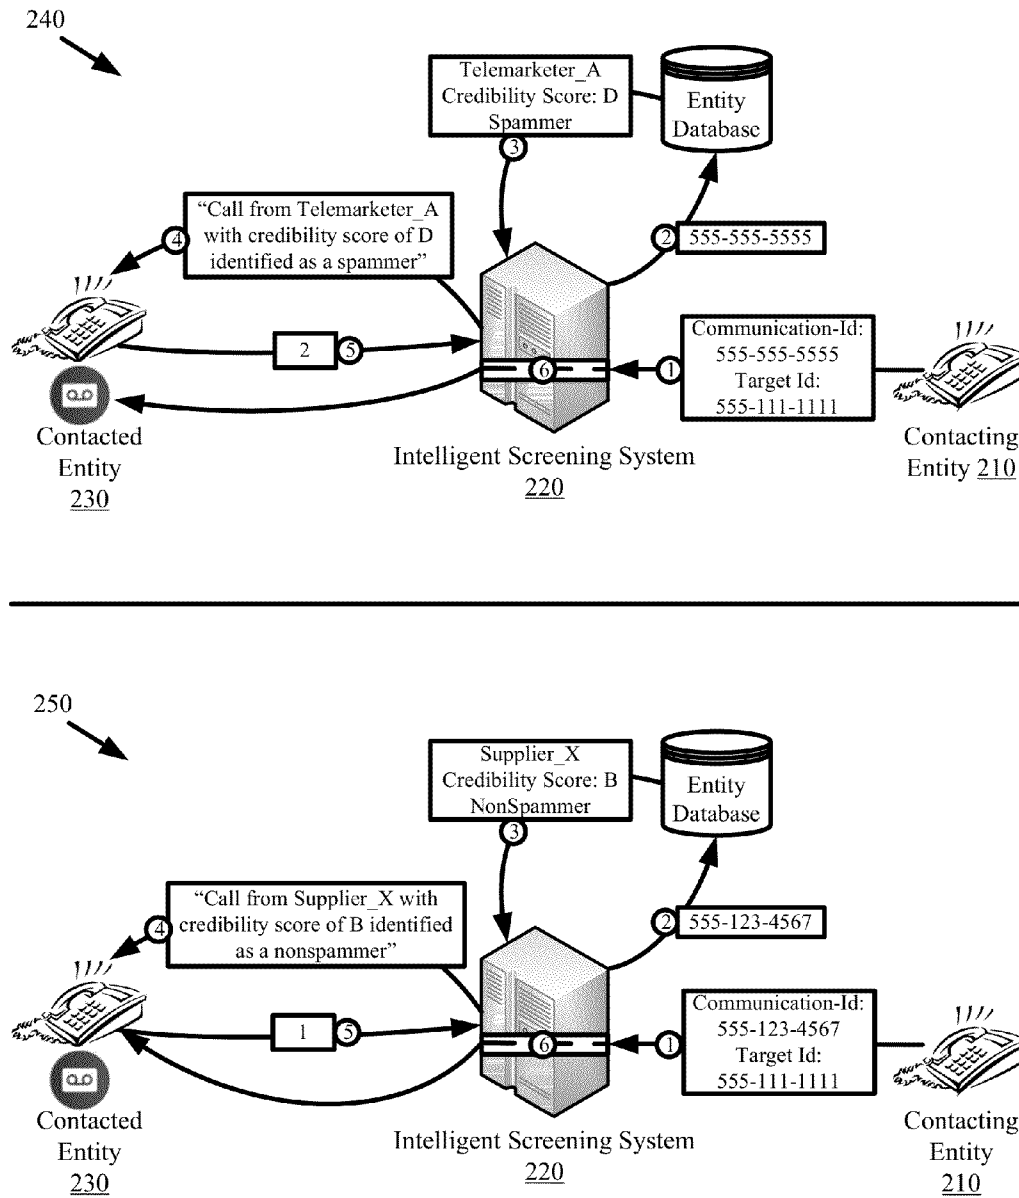 240
Telemarketer_A
Credibility Score: D
Spammer
3
Entity
Database
“Call from Telemarketer_A
with credibility score of D
identified as a spammer”
4
2
555-555-5555
2
5
6
1
Communication-Id:
555-555-5555
Target Id:
555-111-1111
Contacted
Entity
230
Intelligent Screening System
220
Contacting
Entity 210
250
Supplier_X
Credibility Score: B
NonSpammer
3
Entity
Database
“Call from Supplier_X with
credibility score of B identified
as a nonspammer”
4
2
555-123-4567
1
5
6
1
Communication-Id:
555-123-4567
Target Id:
555-111-1111
Contacted
Entity
230
Intelligent Screening System
220
Contacting
Entity
210